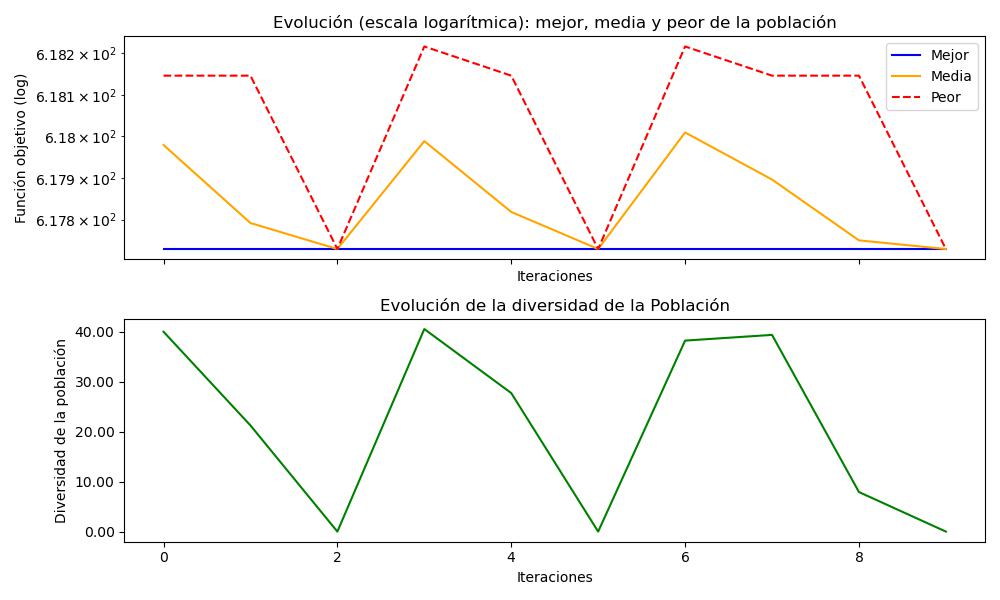 Evolución (escala logarítmica): mejor, media y peor de la población
Función objetivo (log)
6.182 × 10²
6.181 × 10²
6.18 × 10²
6.179 × 10²
6.178 × 10²
Mejor
Media
Peor
Iteraciones
Evolución de la diversidad de la Población
Diversidad de la población
40.00
30.00
20.00
10.00
0.00
0 2 4 6 8
Iteraciones